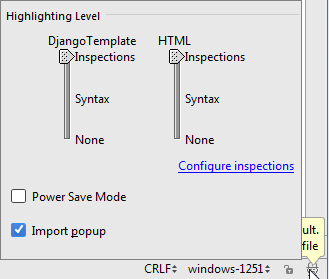 Highlighting Level
DjangoTemplate HTML
Inspections Inspections
Syntax Syntax
None None
Configure inspections
Power Save Mode
Import popup
ult.
file
CRLF windows-1251